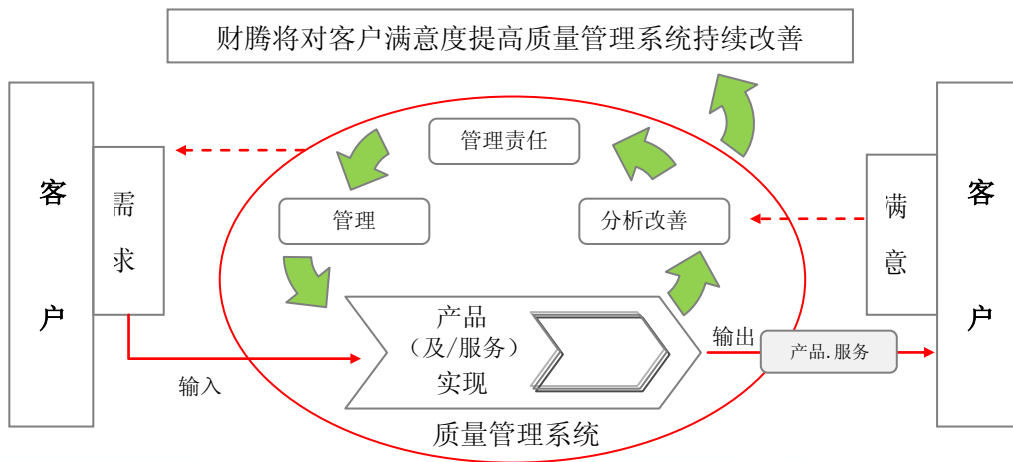 财腾将对客户满意度提高质量管理系统持续改善
客户
需求
管理责任
管理
分析改善
满意
客户
产品
（及/服务）
实现
输入
输出
产品.服务
质量管理系统